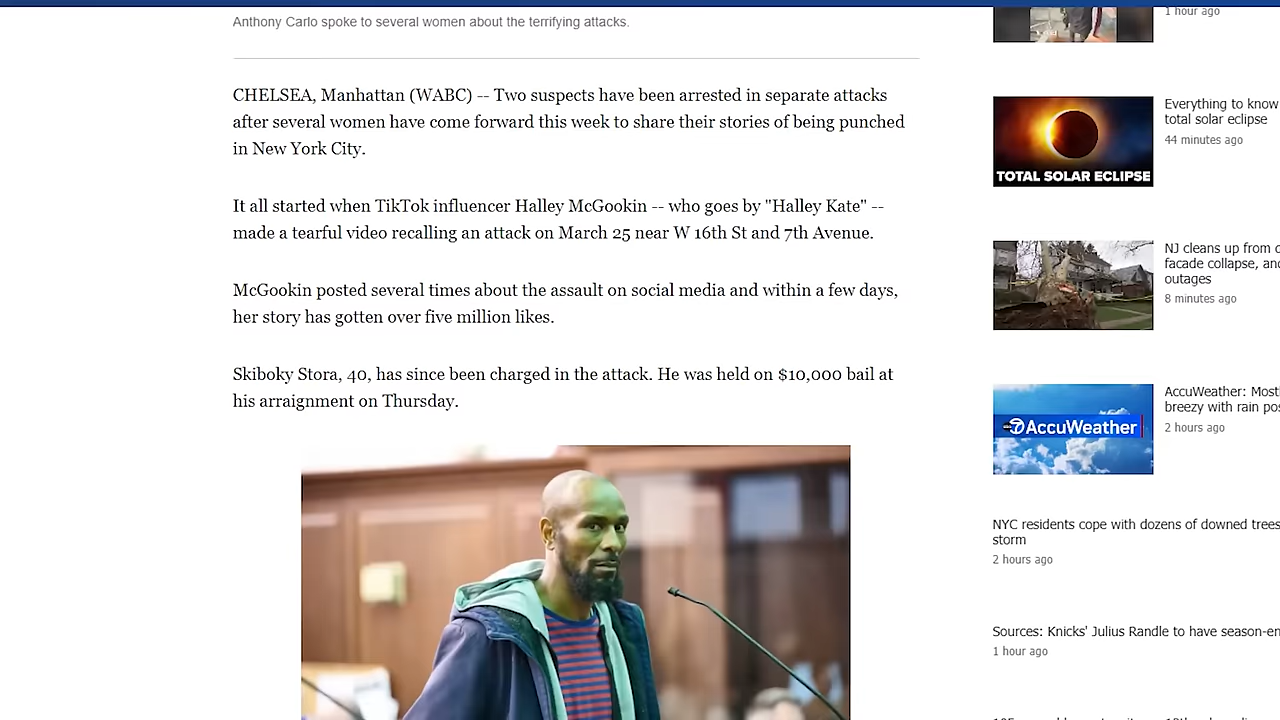 Anthony Carlo spoke to several women about the terrifying attacks.
CHELSEA, Manhattan (WABC) -- Two suspects have been arrested in separate attacks
after several women have come forward this week to share their stories of being punched
in New York City.
It all started when TikTok influencer Halley McGookin -- who goes by "Halley Kate" --
made a tearful video recalling an attack on March 25 near W 16th St and 7th Avenue.
McGookin posted several times about the assault on social media and within a few days,
her story has gotten over five million likes.
Skiboky Stora, 40, has since been charged in the attack. He was held on $10,000 bail at
his arraignment on Thursday.
1 hour ago
Everything to know
total solar eclipse
44 minutes ago
TOTAL SOLAR ECLIPSE
NJ cleans up from
facade collapse, and
outages
8 minutes ago
AccuWeather: Most
breezy with rain pos
2 hours ago
7 AccuWeather
NYC residents cope with dozens of downed trees
storm
2 hours ago
Sources: Knicks' Julius Randle to have season-en
1 hour ago